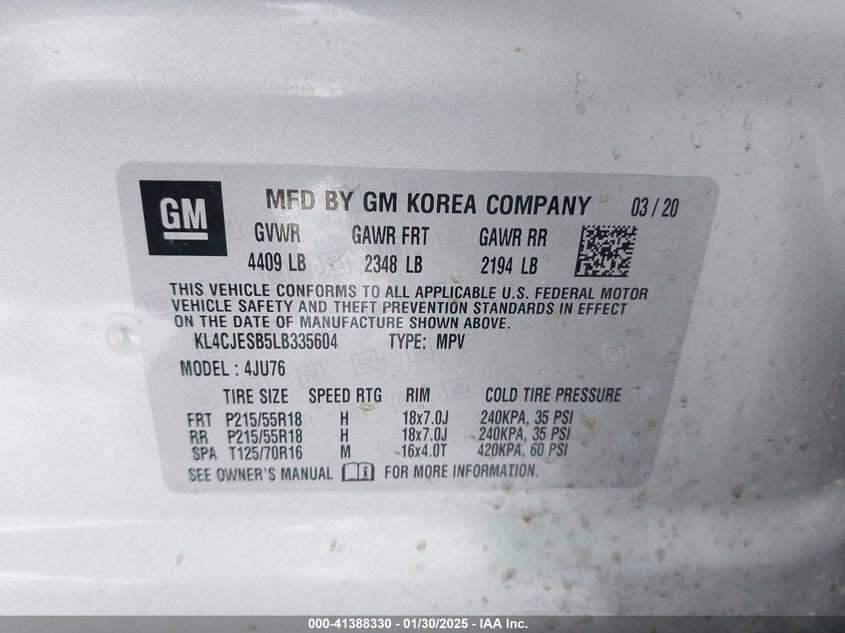 GM
MFD BY GM KOREA COMPANY 03/20
GVWR GAWR FRT GAWR RR
4409 LB 2348 LB 2194 LB
THIS VEHICLE CONFORMS TO ALL APPLICABLE U.S. FEDERAL MOTOR
VEHICLE SAFETY AND THEFT PREVENTION STANDARDS IN EFFECT
ON THE DATE OF MANUFACTURE SHOWN ABOVE.
KL4CJESB5LB335604 TYPE: MPV
MODEL : 4JU76
TIRE SIZE SPEED RTG RIM COLD TIRE PRESSURE
FRT P215/55R18 H 18x7.0J 240KPA, 35 PSI
RR P215/55R18 H 18x7.0J 240KPA, 35 PSI
SPA T125/70R16 M 16x4.0T 420KPA, 60 PSI
SEE OWNER'S MANUAL FOR MORE INFORMATION.
000-41388330 - 01/30/2025 - IAA Inc.